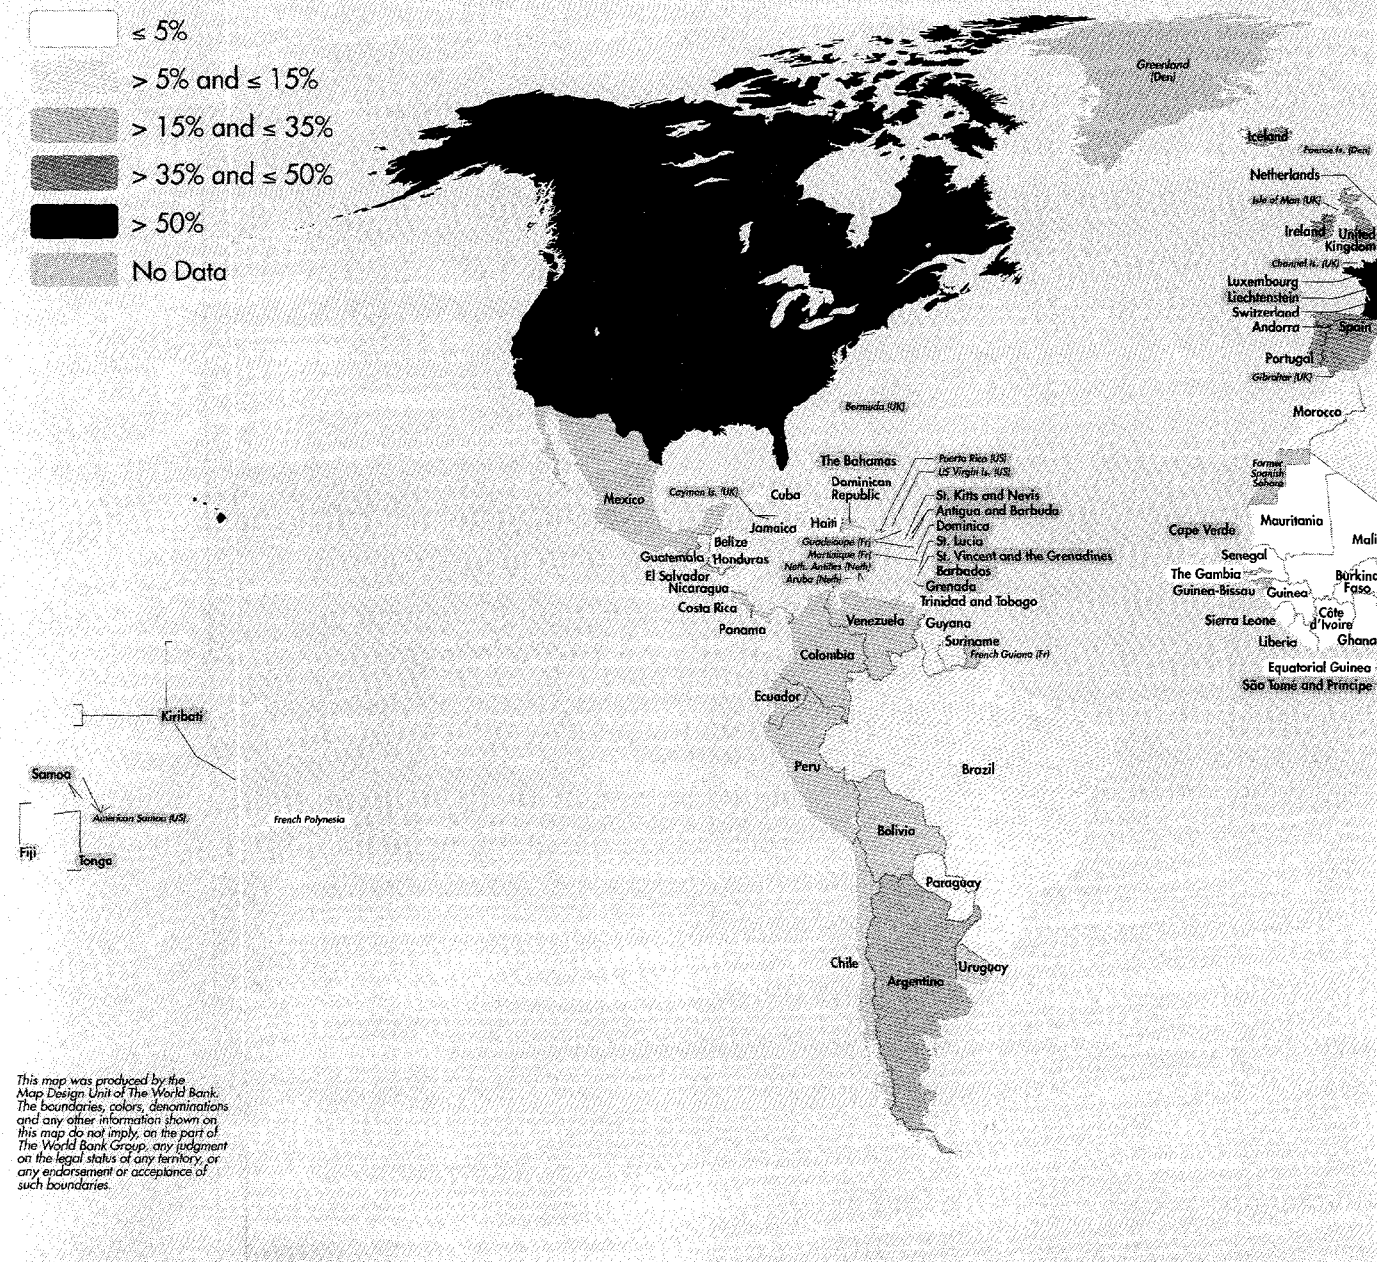 ≤ 5%
> 5% and ≤ 15%
> 15% and ≤ 35%
> 35% and ≤ 50%
> 50%
No Data
Greenland
(Den)
Iceland
Faeroe Is. (Den)
Netherlands
Isle of Man (UK)
Ireland
United
Kingdom
Channel Is. (UK)
Luxembourg
Liechtenstein
Switzerland
Andorra
Spain
Portugal
Gibraltar (UK)
Morocco
Bermuda (UK)
Former
Spanish
Sahara
Mauritania
Mali
Cape Verde
Senegal
The Gambia
Guinea-Bissau
Guinea
Burkina
Faso
Sierra Leone
Côte
d'Ivoire
Liberia
Ghana
Equatorial Guinea
São Tomé and Príncipe
Mexico
Cayman Is. (UK)
Cuba
The Bahamas
Dominican
Republic
Puerto Rico (US)
US Virgin Is. (US)
St. Kitts and Nevis
Antigua and Barbuda
Dominica
St. Lucia
St. Vincent and the Grenadines
Barbados
Grenada
Trinidad and Tobago
Jamaica
Haiti
Guadeloupe (Fr)
Martinique (Fr)
Neth. Antilles (Neth)
Aruba (Neth)
Belize
Guatemala
Honduras
El Salvador
Nicaragua
Costa Rica
Panama
Venezuela
Guyana
Suriname
French Guiana (Fr)
Colombia
Ecuador
Peru
Brazil
Bolivia
Paraguay
Chile
Argentina
Uruguay
Kiribati
Samoa
American Samoa (US)
French Polynesia
Fiji
Tonga
This map was produced by the
Map Design Unit of The World Bank.
The boundaries, colors, denominations
and any other information shown on
this map do not imply, on the part of
The World Bank Group, any judgment
on the legal status of any territory, or
any endorsement or acceptance of
such boundaries.